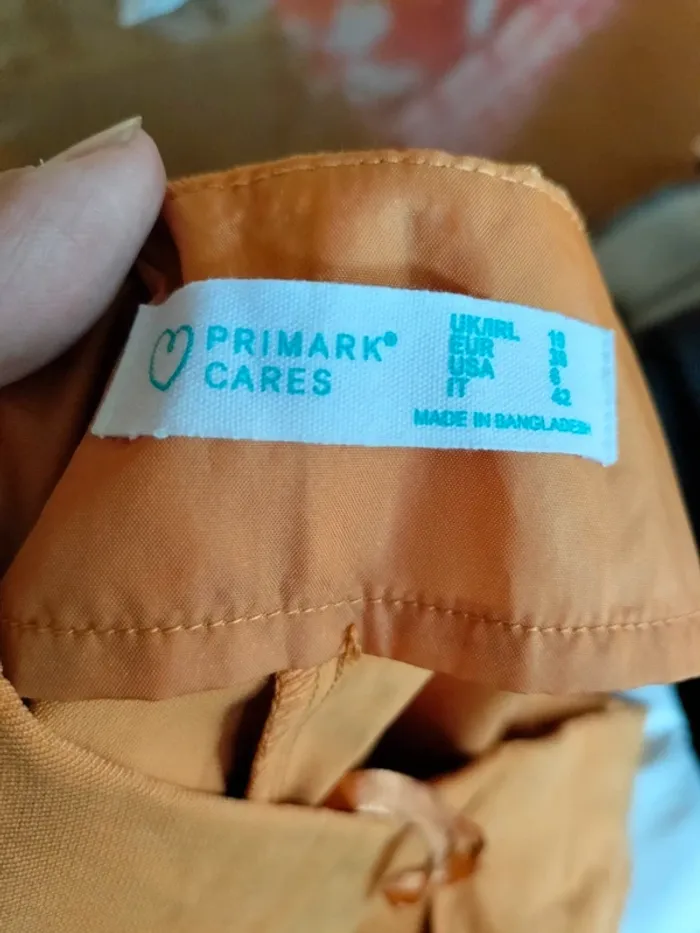 PRIMARK®
CARES
UK/IRL 10
EUR 38
USA 6
IT 42
MADE IN BANGLADESH